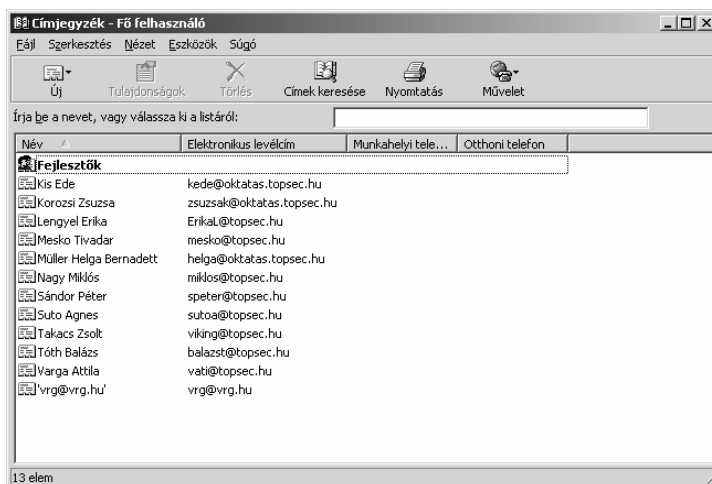 Címjegyzék - Fő felhasználó
Fájl Szerkesztés Nézet Eszközök Súgó
Új Tulajdonságok Törlés Címek keresése Nyomtatás Művelet
Írja be a nevet, vagy válassza ki a listáról:
Név Elektronikus levélcím Munkahelyi tele... Otthoni telefon
Fejlesztők
Kis Ede kede@oktatas.topsec.hu
Korozsi Zsuzsa zsuzsak@oktatas.topsec.hu
Lengyel Erika ErikaL@topsec.hu
Mesko Tivadar mesko@topsec.hu
Müller Helga Bernadett helga@oktatas.topsec.hu
Nagy Miklós miklos@topsec.hu
Sándor Péter speter@topsec.hu
Suto Agnes sutoa@topsec.hu
Takacs Zsolt viking@topsec.hu
Tóth Balázs balazst@topsec.hu
Varga Attila vati@topsec.hu
'vrg@vrg.hu' vrg@vrg.hu
13 elem